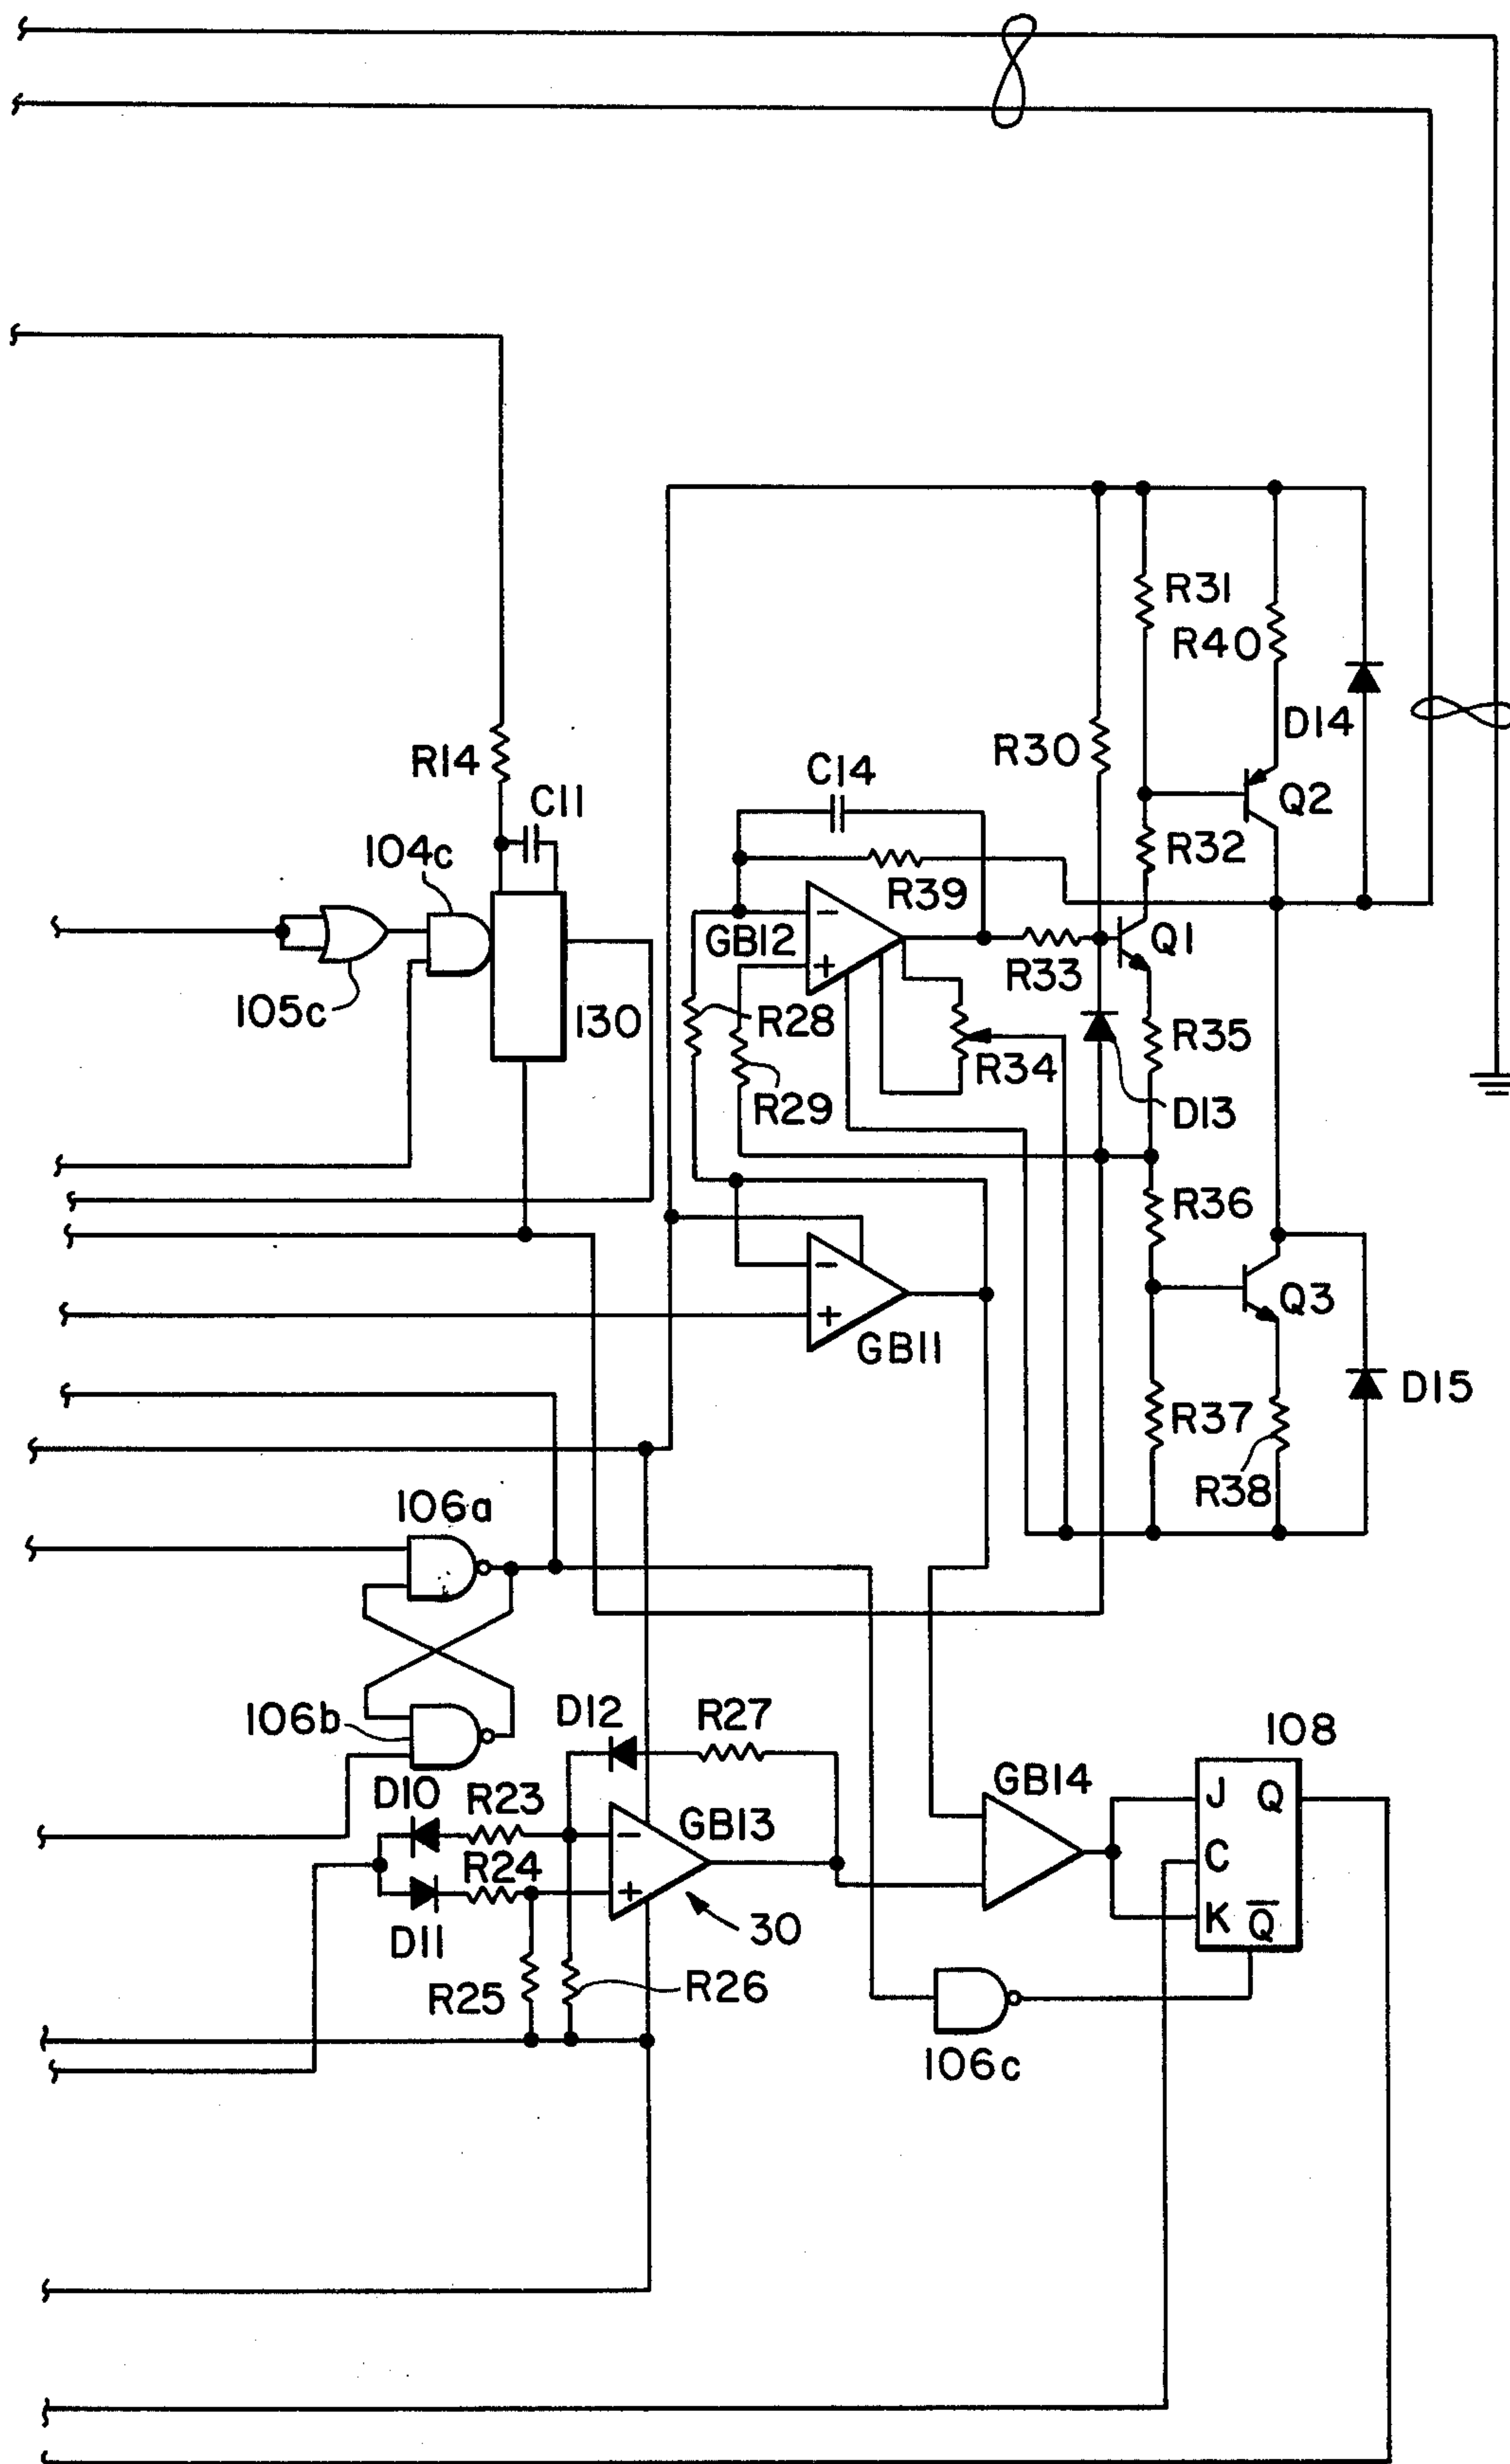 R31
R40
D14
R30
R14
C14
Q2
C11
R32
104c
R39
GB12
Q1
R33
105c
130
R28
R35
R34
R29
D13
R36
Q3
GB11
D15
R37
R38
106a
D12
R27
106b
108
D10
R23
GB14
J Q
GB13
R24
C
30
K Q̅
D11
R25
R26
106c